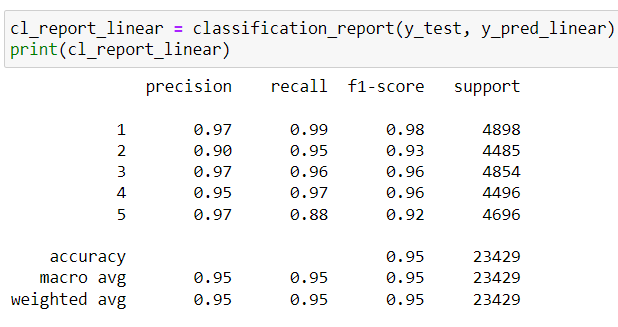 cl_report_linear = classification_report(y_test, y_pred_linear)
print(cl_report_linear)
precision recall f1-score support
1 0.97 0.99 0.98 4898
2 0.90 0.95 0.93 4485
3 0.97 0.96 0.96 4854
4 0.95 0.97 0.96 4496
5 0.97 0.88 0.92 4696
accuracy 0.95 23429
macro avg 0.95 0.95 0.95 23429
weighted avg 0.95 0.95 0.95 23429